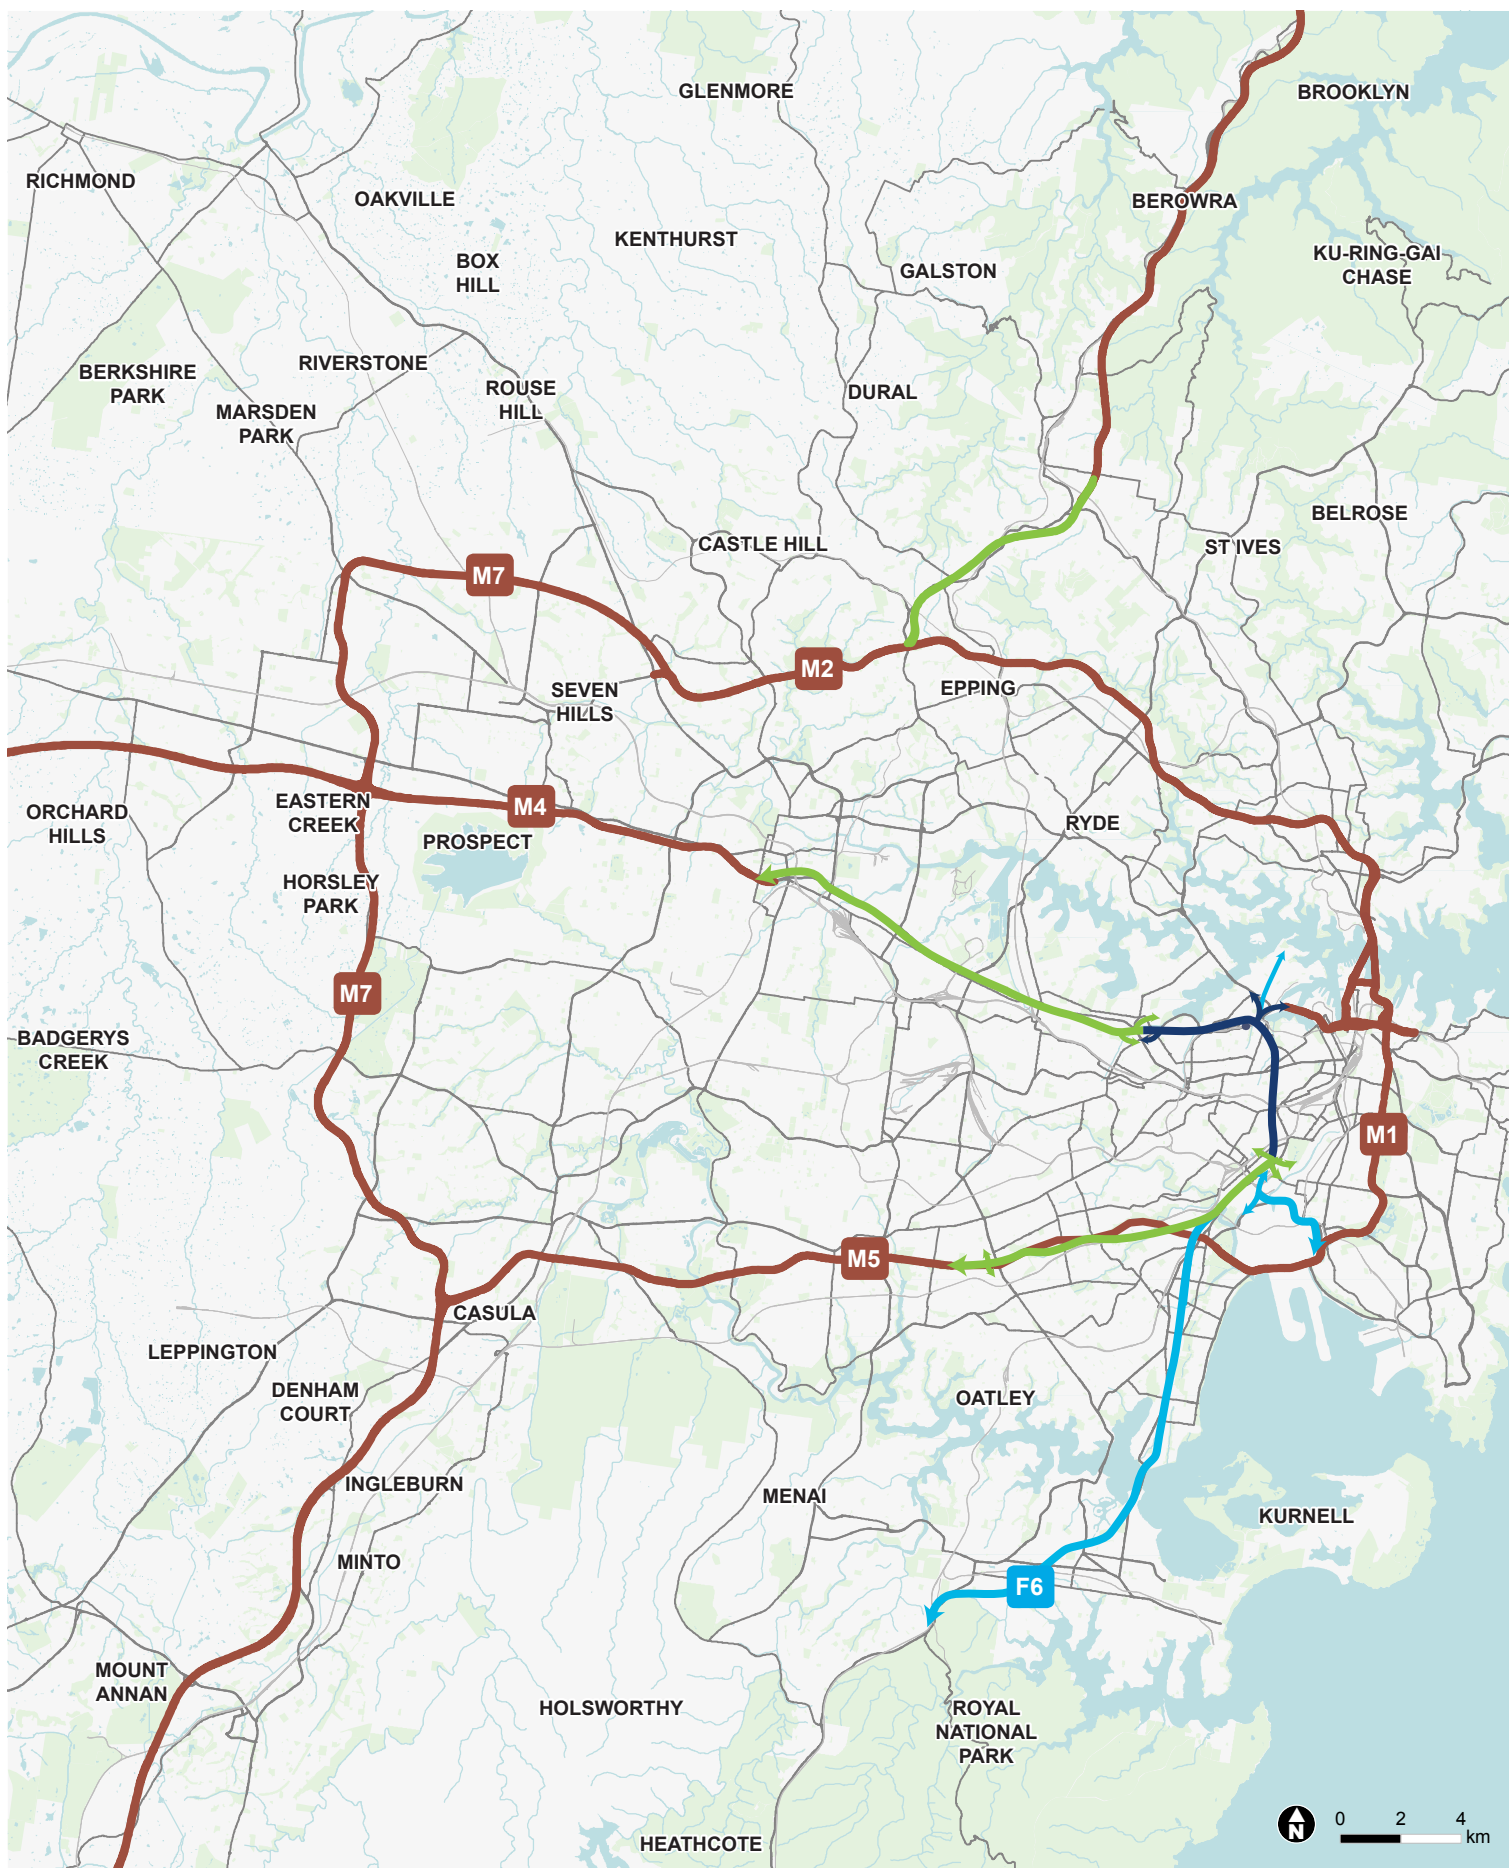 GLENMORE
BROOKLYN
RICHMOND
OAKVILLE
BEROWRA
KENTHURST
KU-RING-GAI
CHASE
BOX
HILL
GALSTON
RIVERSTONE
BERKSHIRE
PARK
ROUSE
HILL
DURAL
MARSDEN
PARK
BELROSE
CASTLE HILL
ST IVES
M7
M2
EPPING
SEVEN
HILLS
M4
EASTERN
CREEK
ORCHARD
HILLS
PROSPECT
RYDE
HORSLEY
PARK
M7
BADGERYS
CREEK
M1
M5
CASULA
LEPPINGTON
DENHAM
COURT
OATLEY
INGLEBURN
MENAI
KURNELL
MINTO
F6
MOUNT
ANNAN
HOLSWORTHY
ROYAL
NATIONAL
PARK
HEATHCOTE
N
0 2 4
km